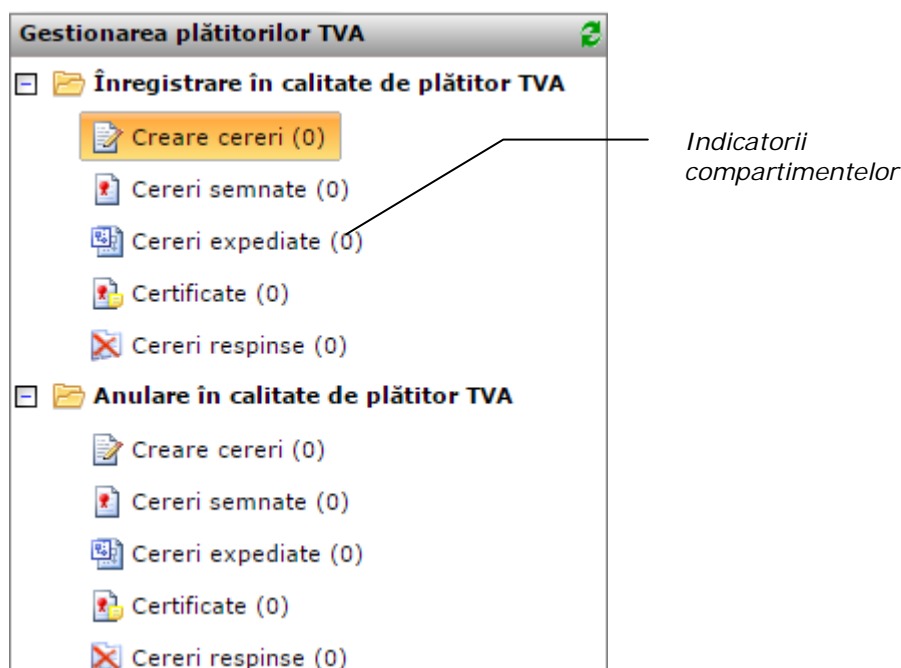 Gestionarea plătitorilor TVA
Înregistrare în calitate de plătitor TVA
Creare cereri (0)
Cereri semnate (0)
Cereri expediate (0)
Certificate (0)
Cereri respinse (0)
Anulare în calitate de plătitor TVA
Creare cereri (0)
Cereri semnate (0)
Cereri expediate (0)
Certificate (0)
Cereri respinse (0)
Indicatorii
compartimentelor